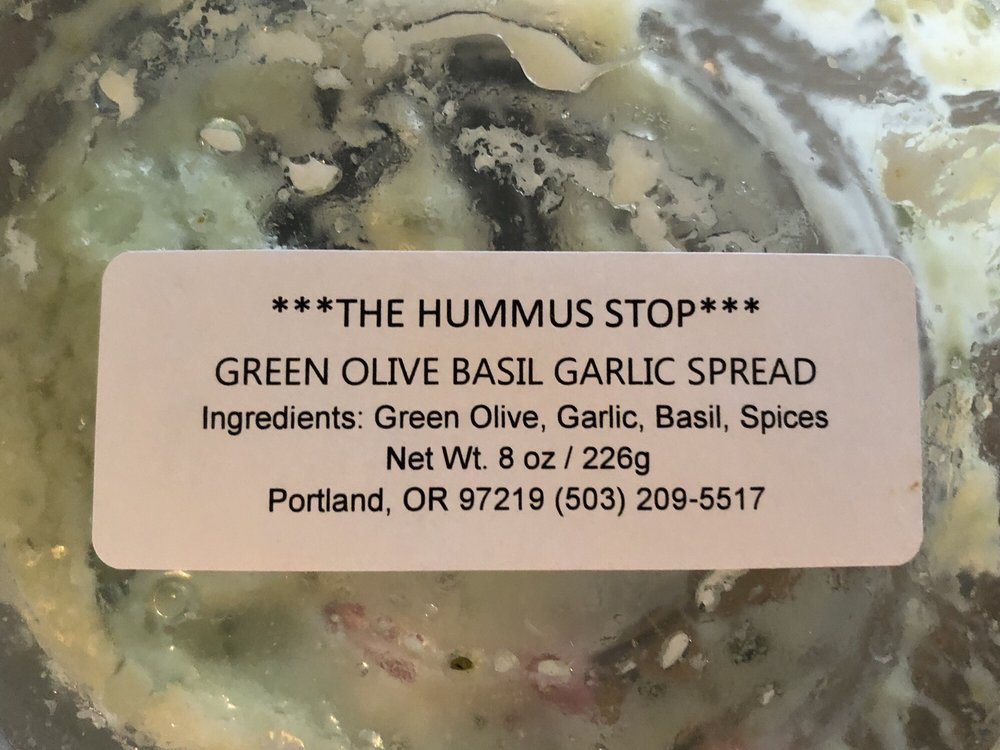 ***THE HUMMUS STOP***
GREEN OLIVE BASIL GARLIC SPREAD
Ingredients: Green Olive, Garlic, Basil, Spices
Net Wt. 8 oz / 226g
Portland, OR 97219 (503) 209-5517